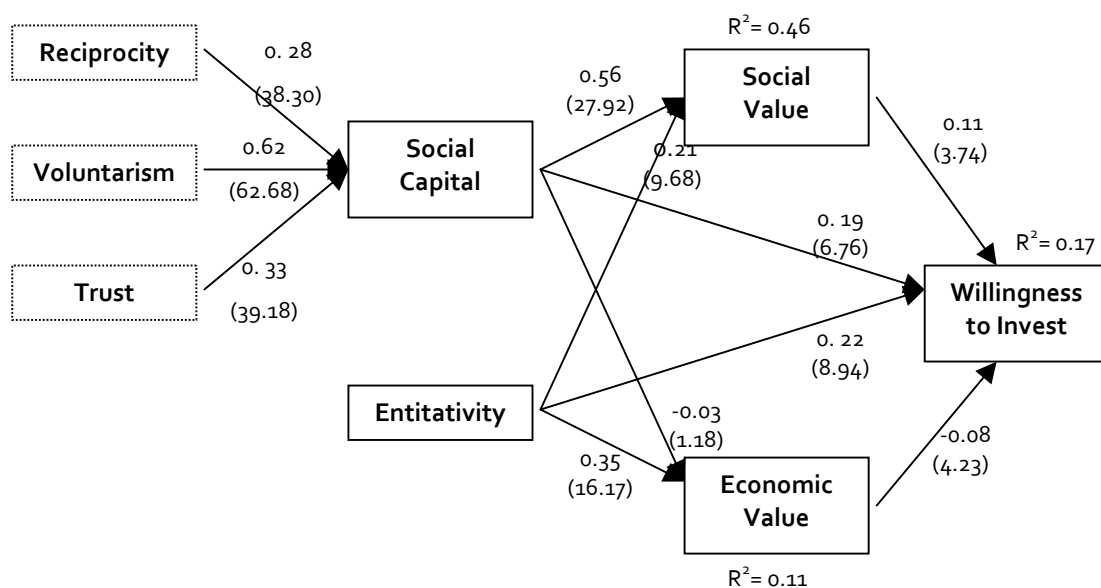 R²= 0.46
Reciprocity
0. 28
(38.30)
0.56
(27.92)
Social
Value
Voluntarism
0.62
(62.68)
Social
Capital
0.21
(9.68)
0.11
(3.74)
0. 19
(6.76)
R²= 0.17
Trust
0. 33
(39.18)
Willingness
to Invest
0. 22
(8.94)
Entitativity
-0.03
(1.18)
0.35
(16.17)
-0.08
(4.23)
Economic
Value
R²= 0.11